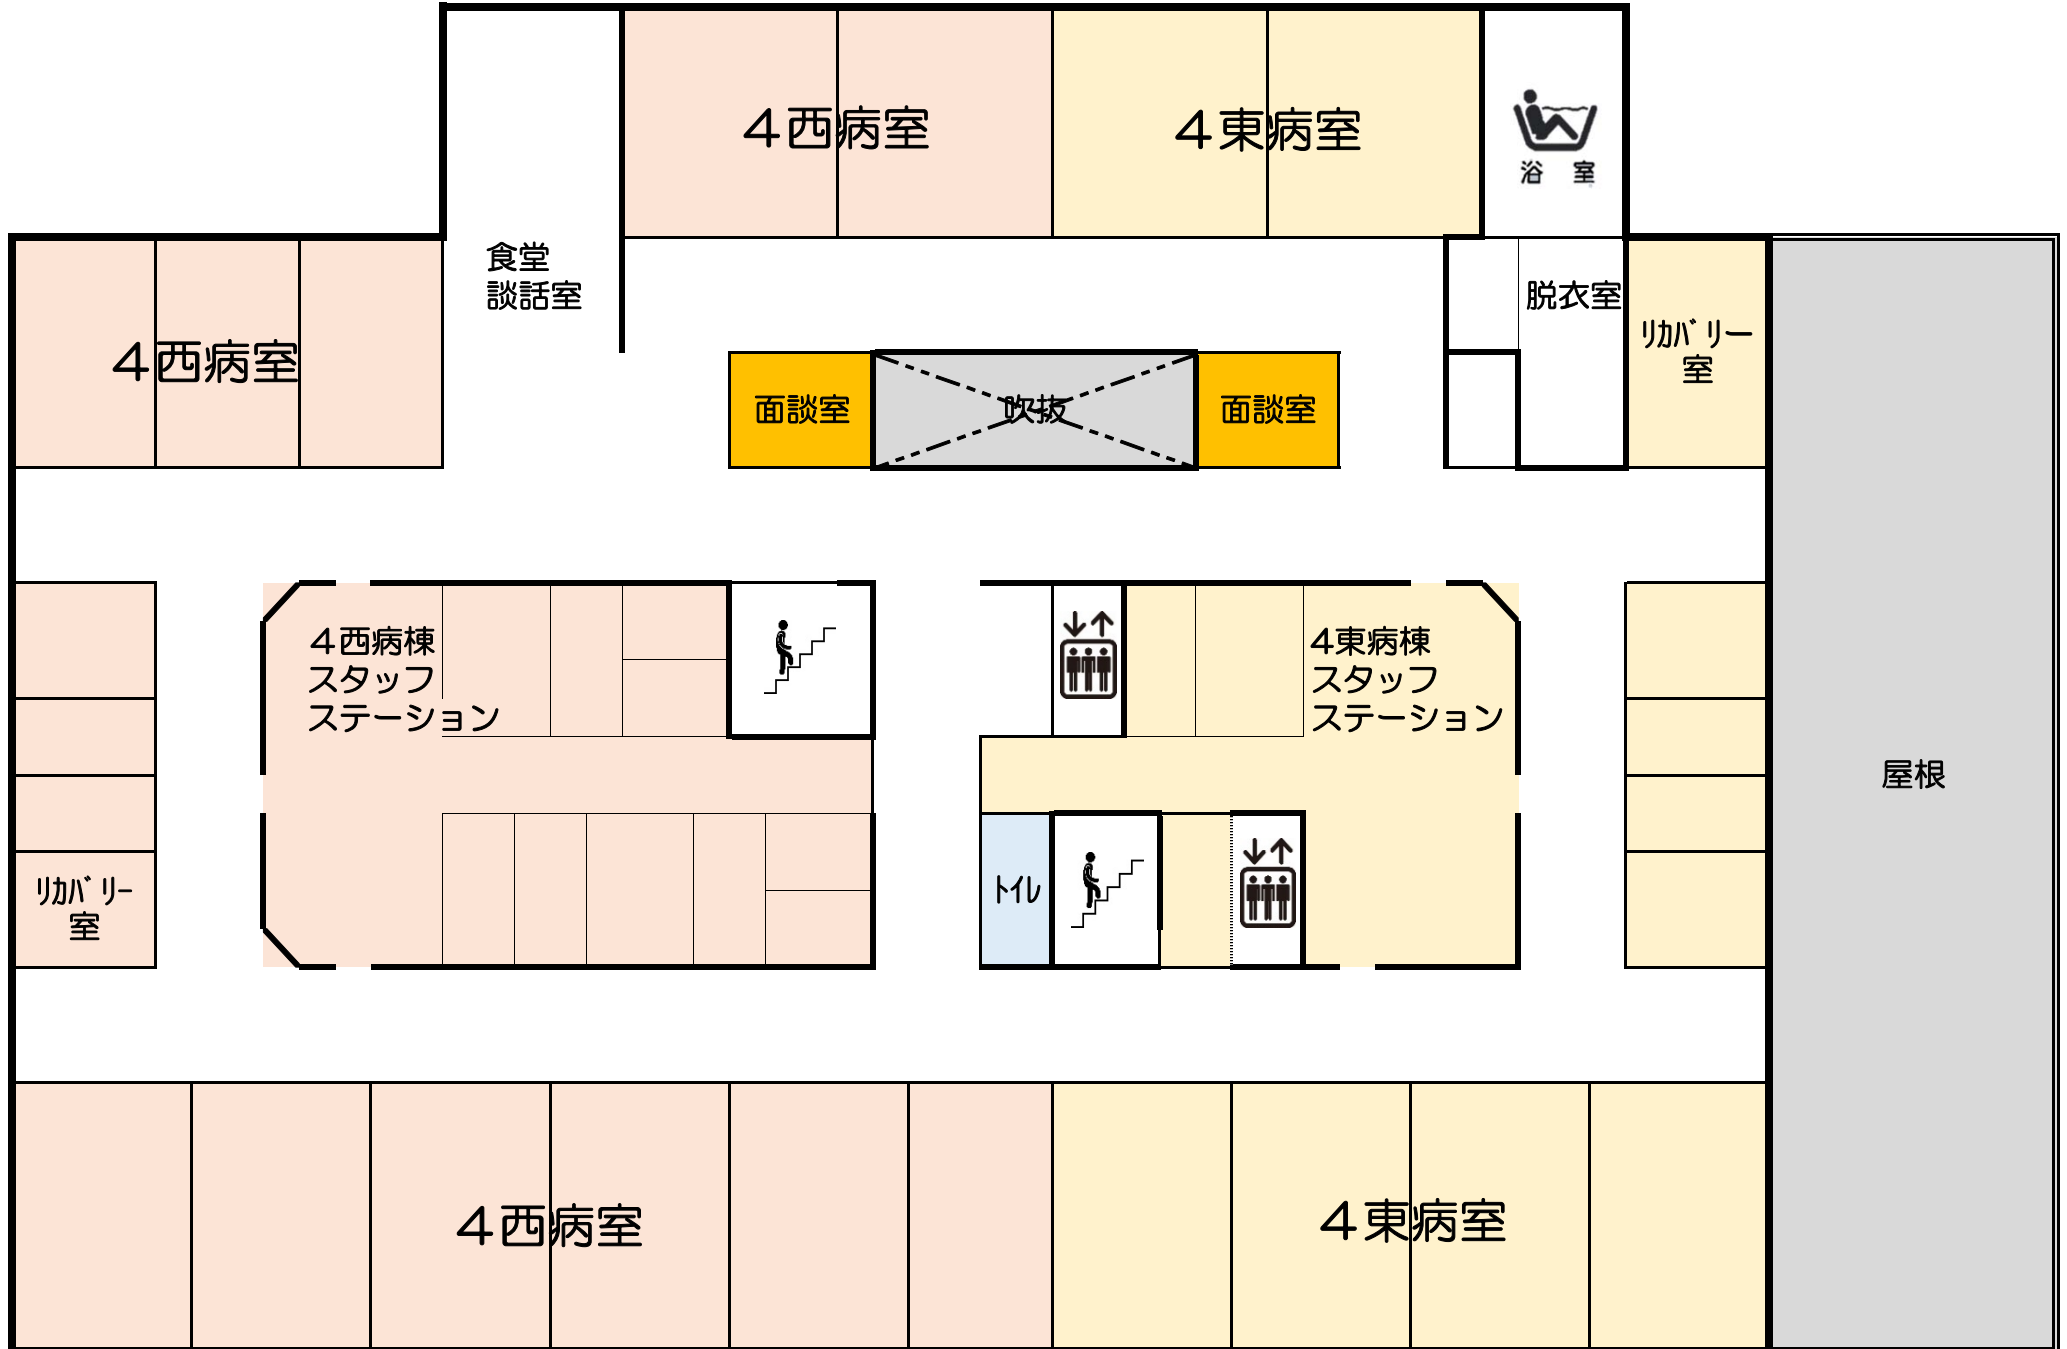 ４西病室
４東病室
浴 室
食堂
談話室
脱衣室
ﾘｶﾊﾞﾘｰ
室
４西病室
面談室
吹抜
面談室
４西病棟
スタッフ
ステーション
４東病棟
スタッフ
ステーション
屋根
ﾘｶﾊﾞﾘｰ
室
ﾄｲﾚ
４西病室
４東病室